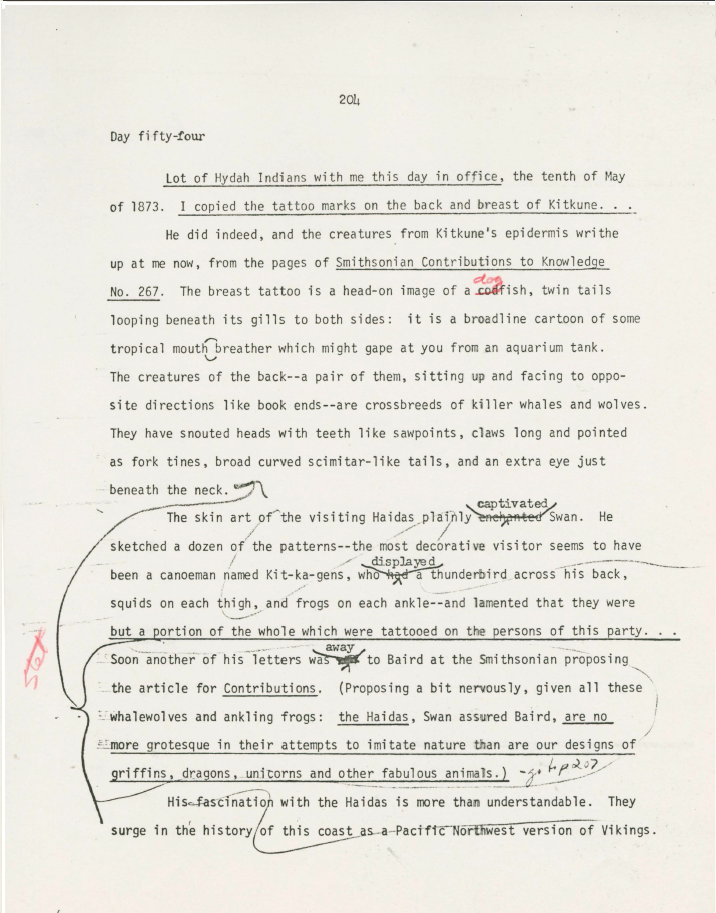 204
Day fifty-four
Lot of Hydah Indians with me this day in office, the tenth of May
of 1873. I copied the tattoo marks on the back and breast of Kitkune. . .
He did indeed, and the creatures from Kitkune's epidermis writhe
up at me now, from the pages of Smithsonian Contributions to Knowledge
dog
No. 267. The breast tattoo is a head-on image of a codfish, twin tails
looping beneath its gills to both sides: it is a broadline cartoon of some
tropical mouth breather which might gape at you from an aquarium tank.
The creatures of the back--a pair of them, sitting up and facing to oppo-
site directions like book ends--are crossbreeds of killer whales and wolves.
They have snouted heads with teeth like sawpoints, claws long and pointed
as fork tines, broad curved scimitar-like tails, and an extra eye just
beneath the neck.
captivated
The skin art of the visiting Haidas plainly enchanted Swan. He
sketched a dozen of the patterns--the most decorative visitor seems to have
displayed
been a canoeman named Kit-ka-gens, who had a thunderbird across his back,
squids on each thigh, and frogs on each ankle--and lamented that they were
but a portion of the whole which were tattooed on the persons of this party. . .
stet
away
Soon another of his letters was to Baird at the Smithsonian proposing
the article for Contributions. (Proposing a bit nervously, given all these
whalewolves and ankling frogs: the Haidas, Swan assured Baird, are no
more grotesque in their attempts to imitate nature than are our designs of
griffins, dragons, unitorns and other fabulous animals.) -go to p 207
His fascination with the Haidas is more tham understandable. They
surge in the history of this coast as a Pacific Northwest version of Vikings.